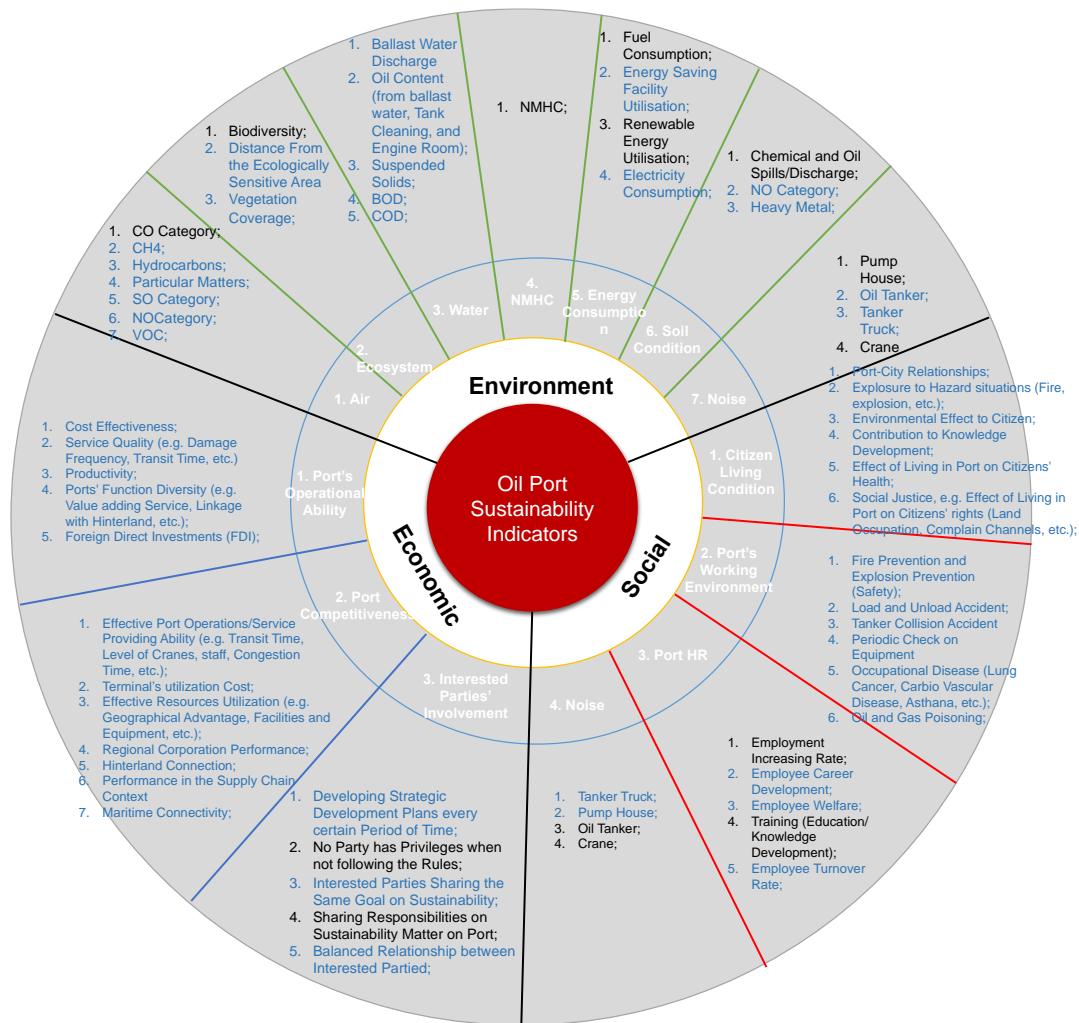 Oil Port
Sustainability
Indicators
Environment
Economic
Social
1. Air
2.
Ecosystem
3. Water
4.
NMHC
5. Energy
Consumptio
n
6. Soil
Condition
7. Noise
1. Citizen
Living
Condition
2. Port's
Working
Environment
3. Port HR
4. Noise
3. Interested
Parties'
Involvement
2. Port
Competitiveness
1. Port's
Operational
Ability
1. CO Category;
2. CH4;
3. Hydrocarbons;
4. Particular Matters;
5. SO Category;
6. NOCategory;
7. VOC;
1. Biodiversity;
2. Distance From
the Ecologically
Sensitive Area
3. Vegetation
Coverage;
1. Ballast Water
Discharge
2. Oil Content
(from ballast
water, Tank
Cleaning, and
Engine Room);
3. Suspended
Solids;
4. BOD;
5. COD;
1. NMHC;
1. Fuel
Consumption;
2. Energy Saving
Facility
Utilisation;
3. Renewable
Energy
Utilisation;
4. Electricity
Consumption;
1. Chemical and Oil
Spills/Discharge;
2. NO Category;
3. Heavy Metal;
1. Pump
House;
2. Oil Tanker;
3. Tanker
Truck;
4. Crane
1. Port-City Relationships;
2. Explosure to Hazard situations (Fire,
explosion, etc.);
3. Environmental Effect to Citizen;
4. Contribution to Knowledge
Development;
5. Effect of Living in Port on Citizens'
Health;
6. Social Justice, e.g. Effect of Living in
Port on Citizens' rights (Land
Occupation, Complain Channels, etc.);
1. Fire Prevention and
Explosion Prevention
(Safety);
2. Load and Unload Accident;
3 Tanker Collision Accident
4 Periodic Check on
Equipment
5. Occupational Disease (Lung
Cancer, Carbio Vascular
Disease, Asthana, etc.);
6. Oil and Gas Poisoning;
1. Employment
Increasing Rate;
2. Employee Career
Development;
3. Employee Welfare;
4. Training (Education/
Knowledge
Development);
5. Employee Turnover
Rate;
1. Tanker Truck;
2. Pump House;
3. Oil Tanker;
4. Crane;
1. Developing Strategic
Development Plans every
certain Period of Time;
2. No Party has Privileges when
not following the Rules;
3. Interested Parties Sharing the
Same Goal on Sustainability;
4. Sharing Responsibilities on
Sustainability Matter on Port;
5. Balanced Relationship between
Interested Partied;
1. Effective Port Operations/Service
Providing Ability (e.g. Transit Time,
Level of Cranes, staff, Congestion
Time, etc.);
2. Terminal's utilization Cost;
3. Effective Resources Utilization (e.g.
Geographical Advantage, Facilities and
Equipment, etc.);
4. Regional Corporation Performance;
5. Hinterland Connection;
6. Performance in the Supply Chain
Context
7. Maritime Connectivity;
1. Cost Effectiveness;
2. Service Quality (e.g. Damage
Frequency, Transit Time, etc.)
3. Productivity;
4. Ports' Function Diversity (e.g.
Value adding Service, Linkage
with Hinterland, etc.);
5. Foreign Direct Investments (FDI);